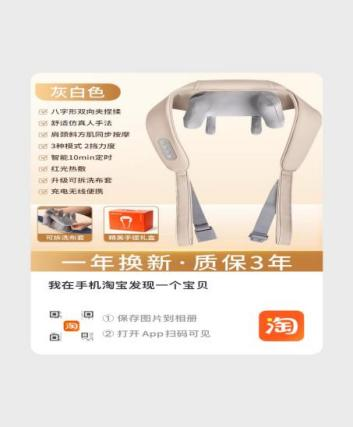 灰白色
八字形双向夹捏揉
舒适仿真人手法
肩颈斜方肌同步按摩
3种模式 2挡力度
智能10min定时
红光热敷
升级可拆洗布套
充电无线便携
可拆洗布套
精美手提礼盒
一年换新·质保3年
我在手机淘宝发现一个宝贝
① 保存图片到相册
② 打开App扫码可见
淘
淘